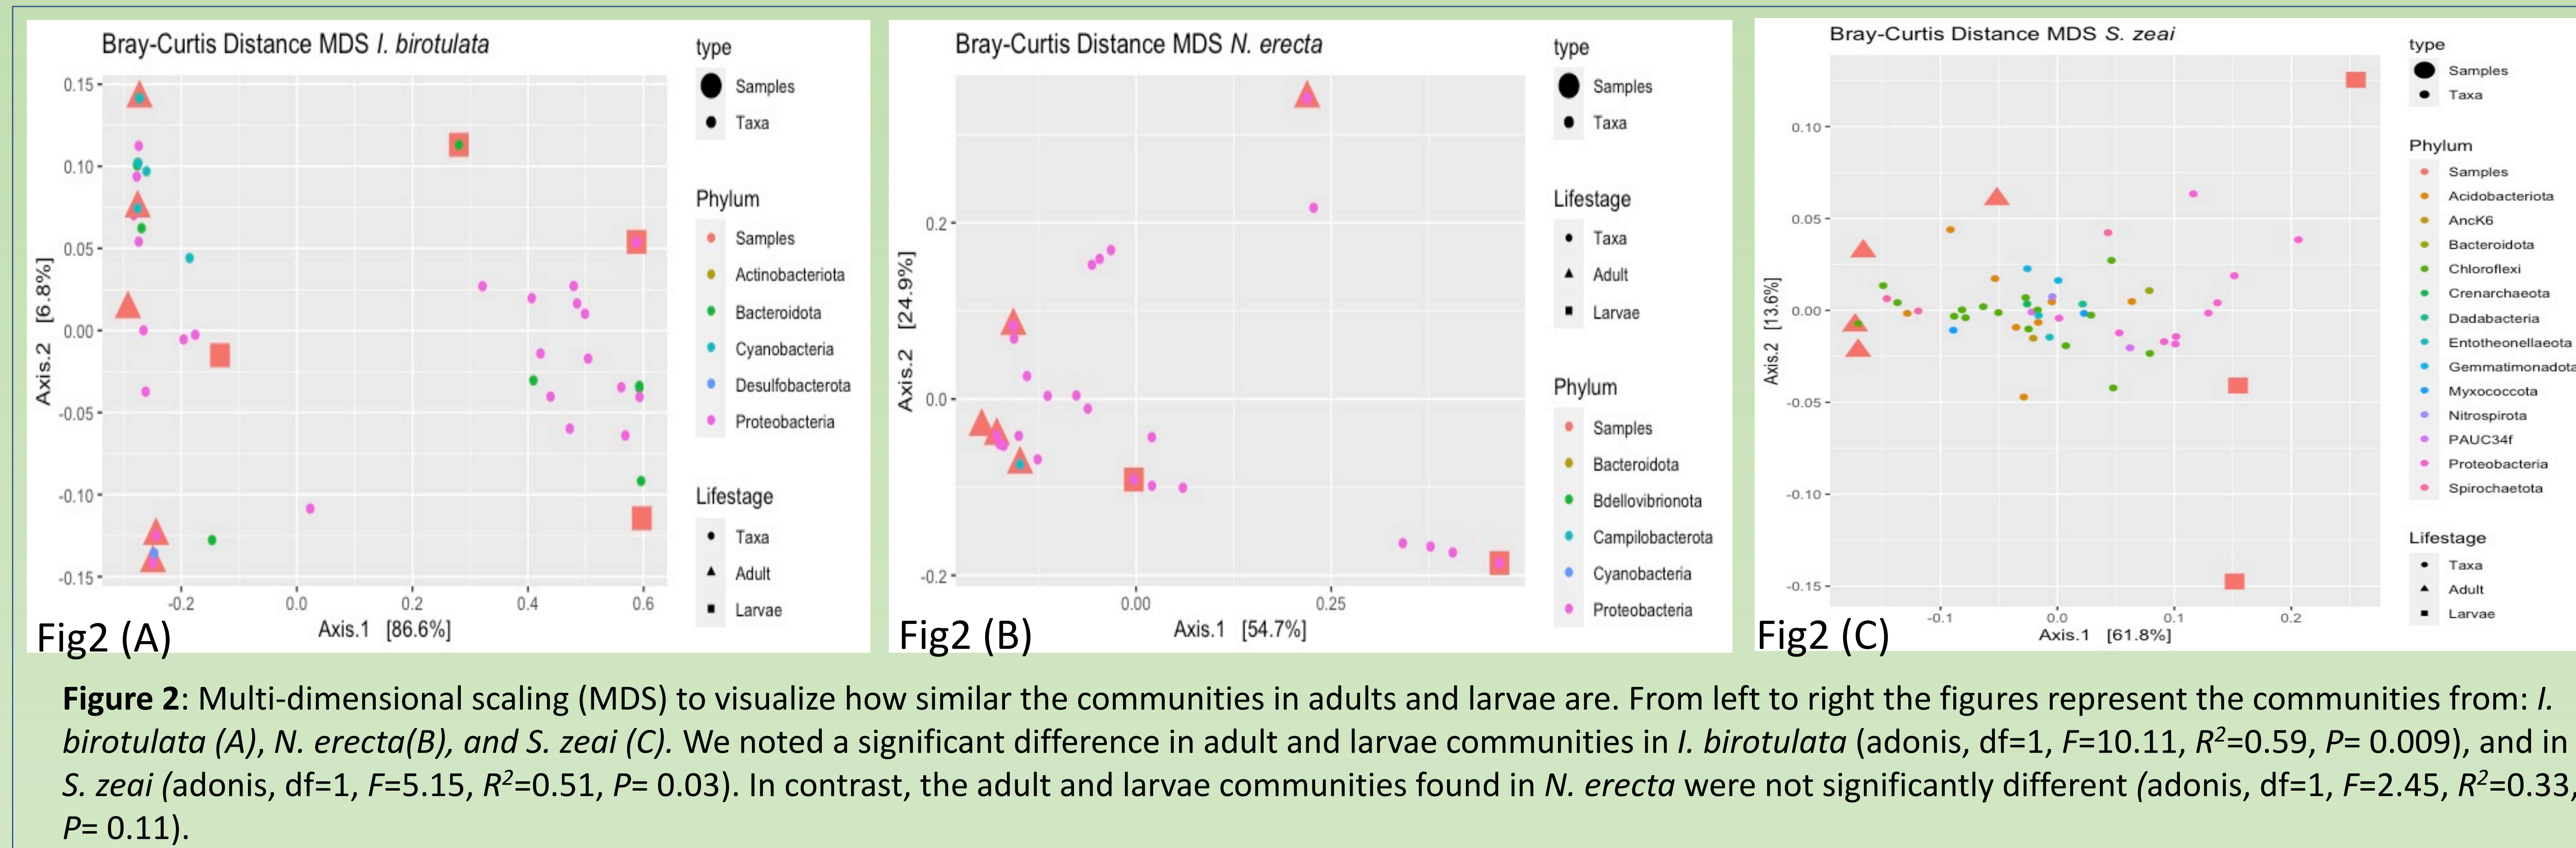 Bray-Curtis Distance MDS I. birotulata
Axis.2 [6.8%]
0.15
0.10
0.05
0.00
-0.05
-0.10
-0.15
-0.2
0.0
0.2
0.4
0.6
Axis.1 [86.6%]
type
Samples
Taxa
Phylum
Samples
Actinobacteriota
Bacteroidota
Cyanobacteria
Desulfobacterota
Proteobacteria
Lifestage
Taxa
Adult
Larvae
Fig2 (A)
Bray-Curtis Distance MDS N. erecta
Axis.2 [24.9%]
0.2
0.0
-0.2
0.00
0.25
Axis.1 [54.7%]
type
Samples
Taxa
Lifestage
Taxa
Adult
Larvae
Phylum
Samples
Bacteroidota
Bdellovibrionota
Campilobacterota
Cyanobacteria
Proteobacteria
Fig2 (B)
Bray-Curtis Distance MDS S. zeai
Axis.2 [13.6%]
0.10
0.05
0.00
-0.05
-0.10
-0.15
-0.1
0.0
0.1
0.2
Axis.1 [61.8%]
type
Samples
Taxa
Phylum
Samples
Acidobacteriota
AncK6
Bacteroidota
Chloroflexi
Crenarchaeota
Dadabacteria
Entotheonellaeota
Gemmatimonadota
Myxococcota
Nitrospirota
PAUC34f
Proteobacteria
Spirochaetota
Lifestage
Taxa
Adult
Larvae
Fig2 (C)
Figure 2: Multi-dimensional scaling (MDS) to visualize how similar the communities in adults and larvae are. From left to right the figures represent the communities from: I.
birotulata (A), N. erecta(B), and S. zeai (C). We noted a significant difference in adult and larvae communities in I. birotulata (adonis, df=1, F=10.11, R²=0.59, P= 0.009), and in
S. zeai (adonis, df=1, F=5.15, R²=0.51, P= 0.03). In contrast, the adult and larvae communities found in N. erecta were not significantly different (adonis, df=1, F=2.45, R²=0.33,
P= 0.11).